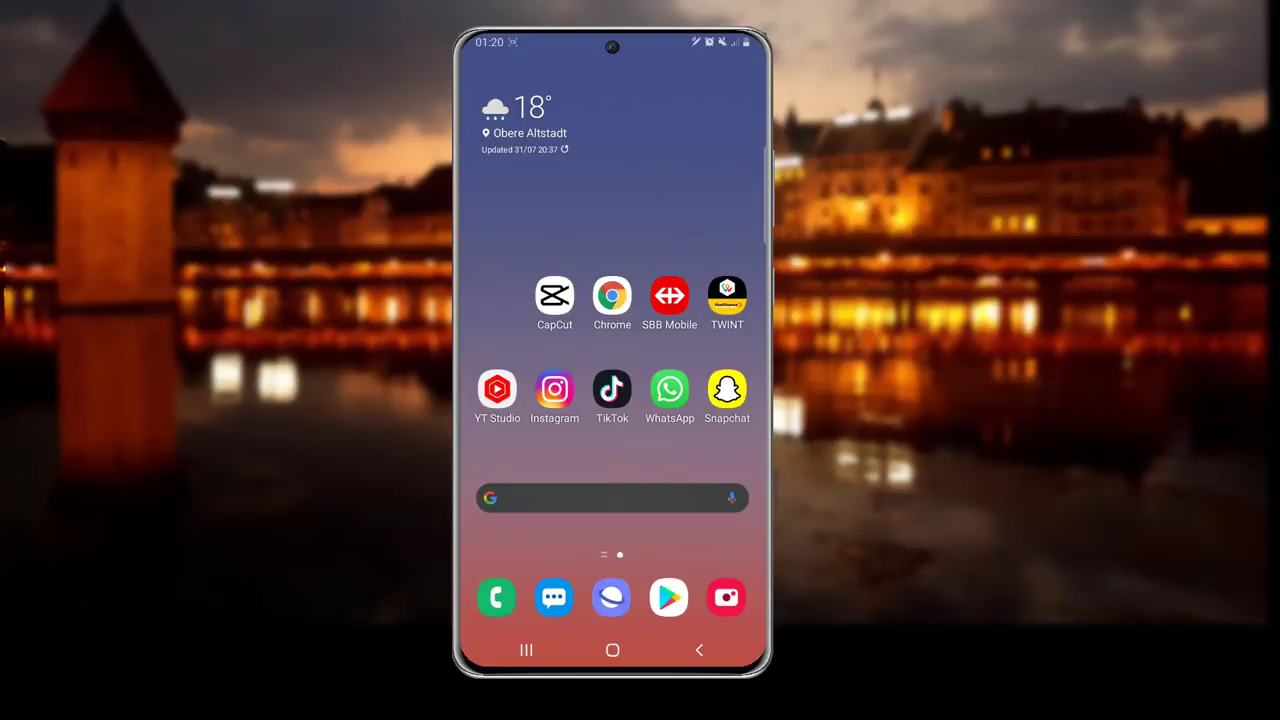 01:20
18°
Obere Altstadt
Updated 31/07 20:37
CapCut Chrome SBB Mobile TWINT
YT Studio Instagram TikTok WhatsApp Snapchat